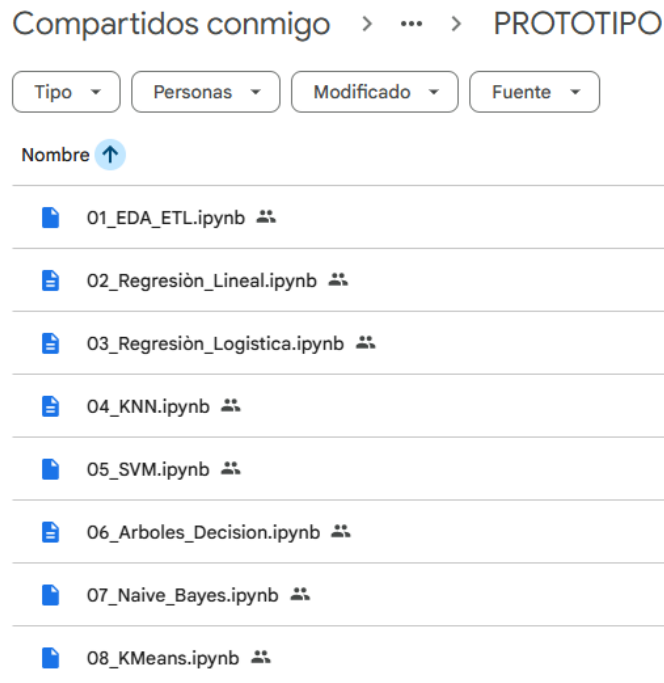 Compartidos conmigo > ... > PROTOTIPO
Tipo Personas Modificado Fuente
Nombre
01_EDA_ETL.ipynb
02_Regresiòn_Lineal.ipynb
03_Regresiòn_Logistica.ipynb
04_KNN.ipynb
05_SVM.ipynb
06_Arboles_Decision.ipynb
07_Naive_Bayes.ipynb
08_KMeans.ipynb